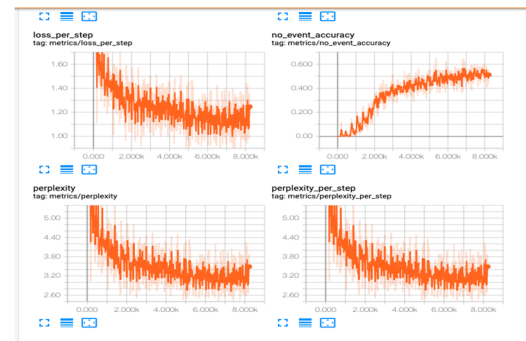 loss_per_step
tag: metrics/loss_per_step
1.60
1.40
1.20
1.00
0.000 2.000k 4.000k 6.000k 8.000k
no_event_accuracy
tag: metrics/no_event_accuracy
0.600
0.400
0.200
0.00
0.000 2.000k 4.000k 6.000k 8.000k
perplexity
tag: metrics/perplexity
5.00
4.40
3.80
3.20
2.60
0.000 2.000k 4.000k 6.000k 8.000k
perplexity_per_step
tag: metrics/perplexity_per_step
5.00
4.40
3.80
3.20
2.60
0.000 2.000k 4.000k 6.000k 8.000k